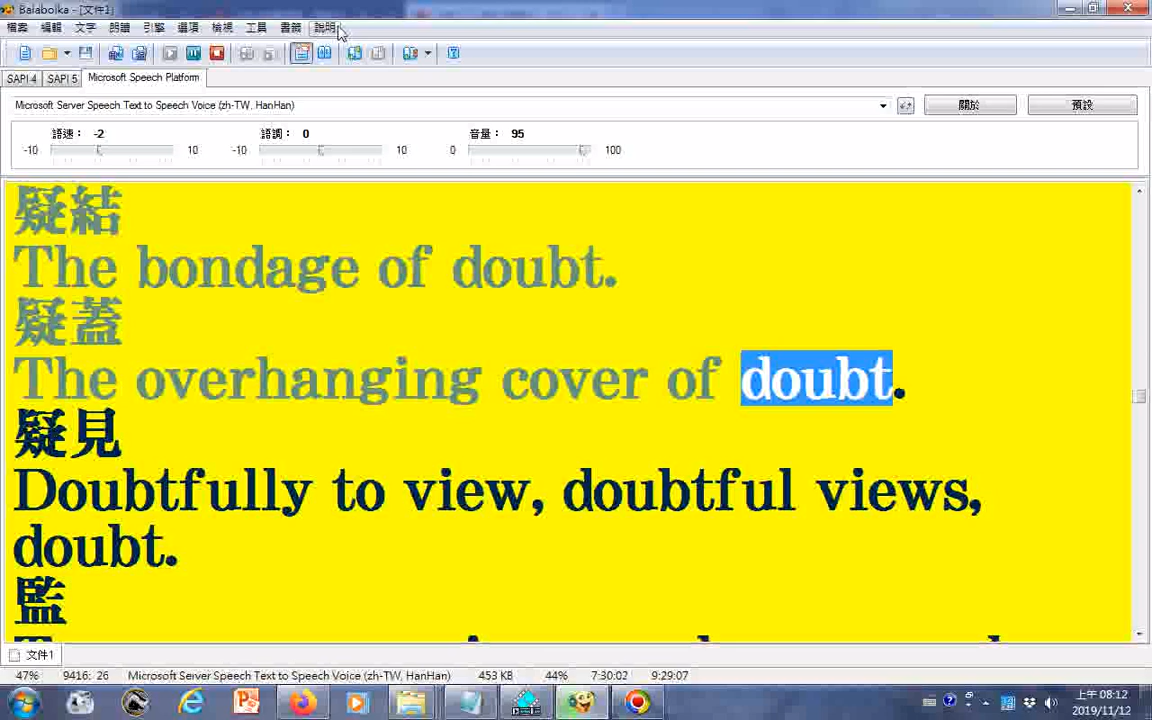 Balabolka - [文件1]
檔案 編輯 文字 朗讀 引擎 選項 檢視 工具 書籤 說明
SAPI 4 SAPI 5 Microsoft Speech Platform
Microsoft Server Speech Text to Speech Voice (zh-TW, HanHan) 關於 預設
語速： -2 語調： 0 音量： 95
-10 10 -10 10 0 100
疑結
The bondage of doubt.
疑蓋
The overhanging cover of doubt.
疑見
Doubtfully to view, doubtful views,
doubt.
監
文件1
47% 9416: 26 Microsoft Server Speech Text to Speech Voice (zh-TW, HanHan) 453 KB 44% 7:30:02 9:29:07
上午 08:12
2019/11/12